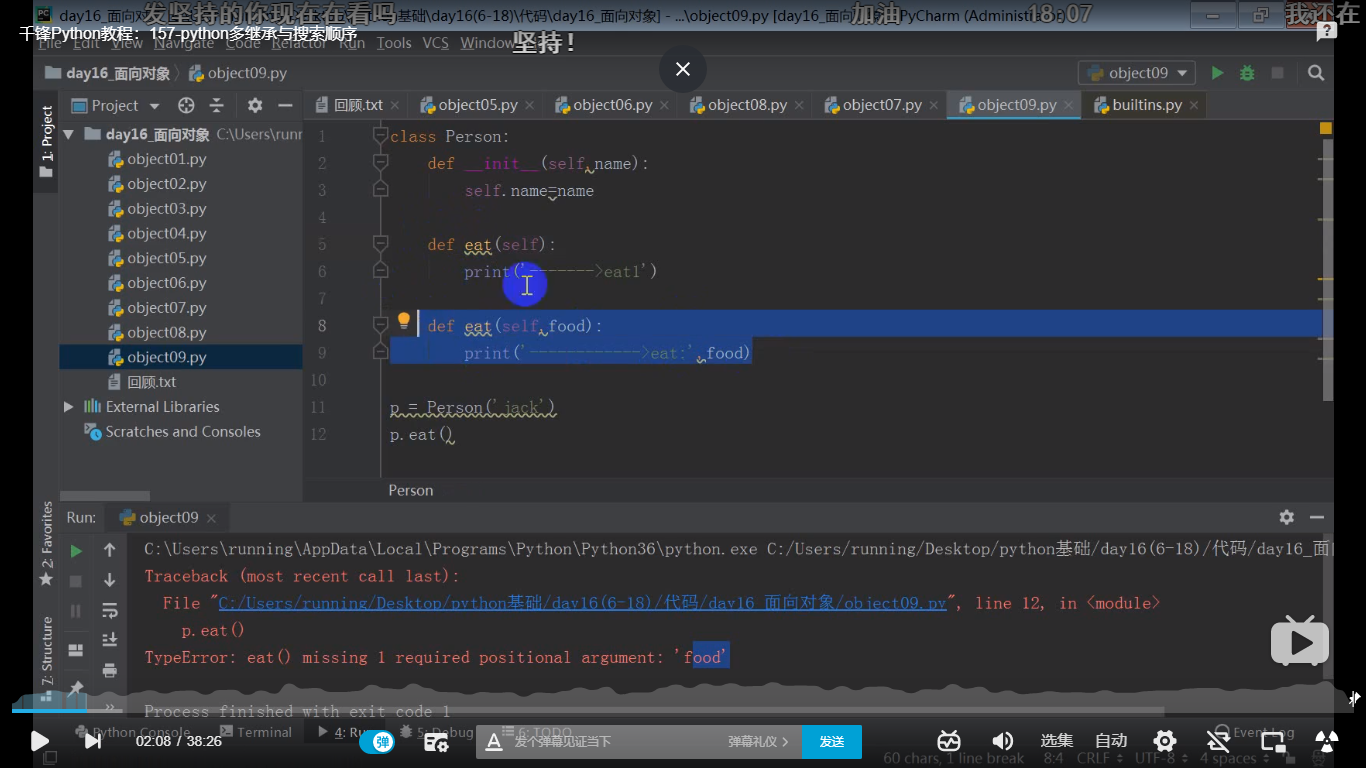 day16_面向对象 基础\day16(6-18)\代码\day16_面向对象] - ...\object09.py [day16_面向 PyCharm (Administr
发坚持的你现在在看吗
加油
18:07
我还在
千锋Python教程：157-python多继承与搜索顺序
坚持！
File Edit View Navigate Code Refactor Run Tools VCS Window
day16_面向对象 object09.py
object09
Project
回顾.txt object05.py object06.py object08.py object07.py object09.py builtins.py
1: Project
day16_面向对象 C:\Users\runn
object01.py
object02.py
object03.py
object04.py
object05.py
object06.py
object07.py
object08.py
object09.py
回顾.txt
External Libraries
Scratches and Consoles
1 class Person:
2 def __init__(self,name):
3 self.name=name
4
5 def eat(self):
6 print('------->eat1')
7
8 def eat(self,food):
9 print('------------>eat:',food)
10
11 p = Person('jack')
12 p.eat()
Person
2: Favorites
7: Structure
Run: object09
C:\Users\running\AppData\Local\Programs\Python\Python36\python.exe C:/Users/running/Desktop/python基础/day16(6-18)/代码/day16_面向
Traceback (most recent call last):
File "C:/Users/running/Desktop/python基础/day16(6-18)/代码/day16_面向对象/object09.py", line 12, in <module>
p.eat()
TypeError: eat() missing 1 required positional argument: 'food'
Process finished with exit code 1
Python Console Terminal 4: Run 5: Debug 6: TODO Event Log
02:08 / 38:26
弹
发个弹幕见证当下
弹幕礼仪 >
发送
选集
自动
60 chars, 1 line break 8:4 CRLF UTF-8 4 spaces